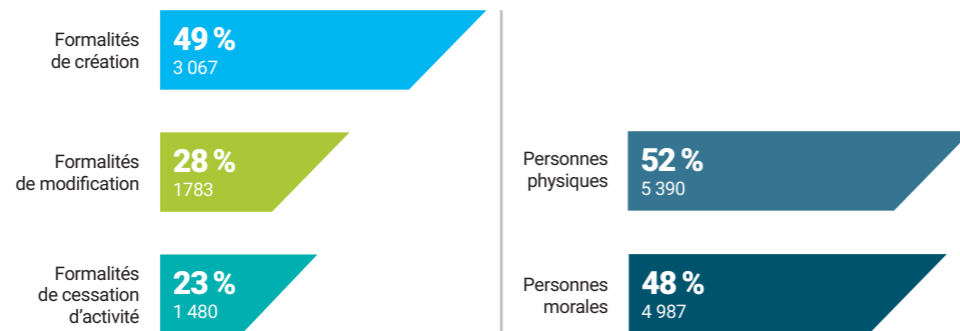 Formalités
de création
49 %
3 067
Formalités
de modification
28 %
1783
Formalités
de cessation
d’activité
23 %
1 480
Personnes
physiques
52 %
5 390
Personnes
morales
48 %
4 987